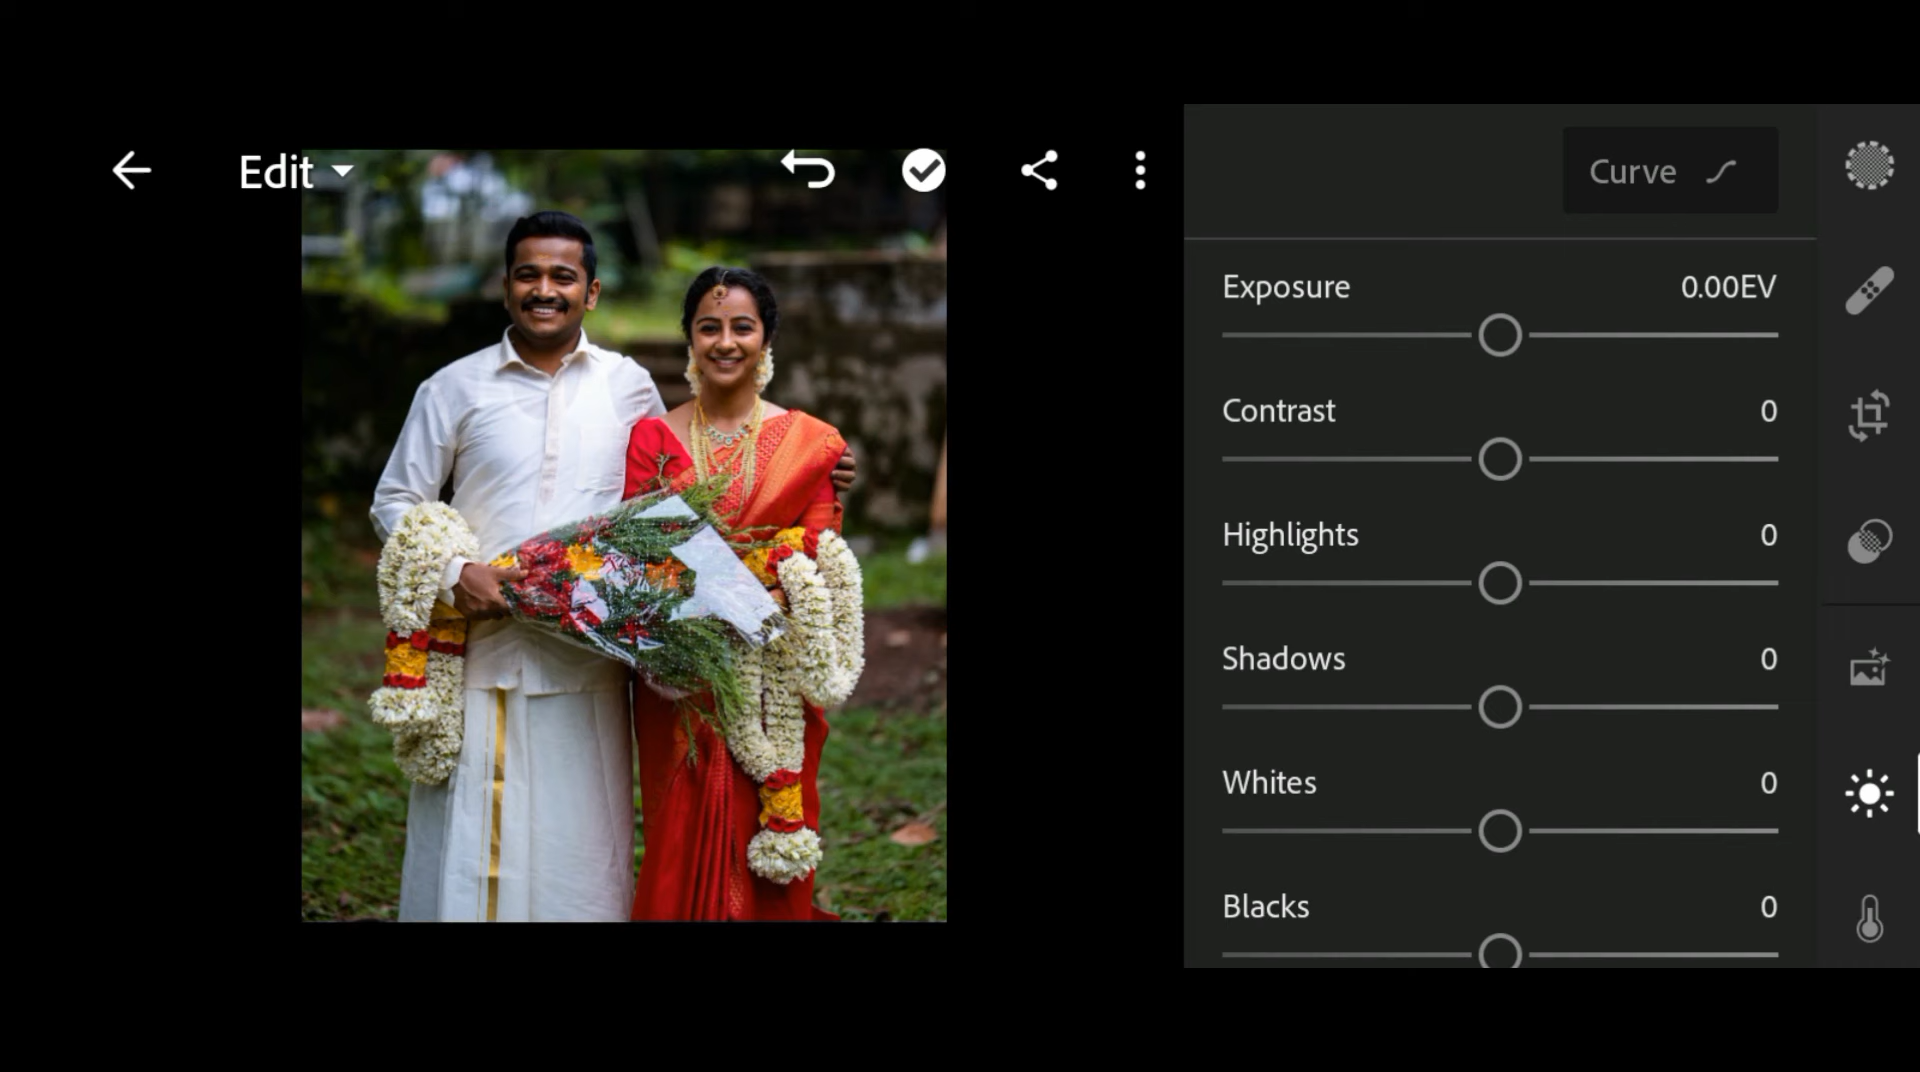 Edit
Curve
Exposure 0.00EV
Contrast 0
Highlights 0
Shadows 0
Whites 0
Blacks 0